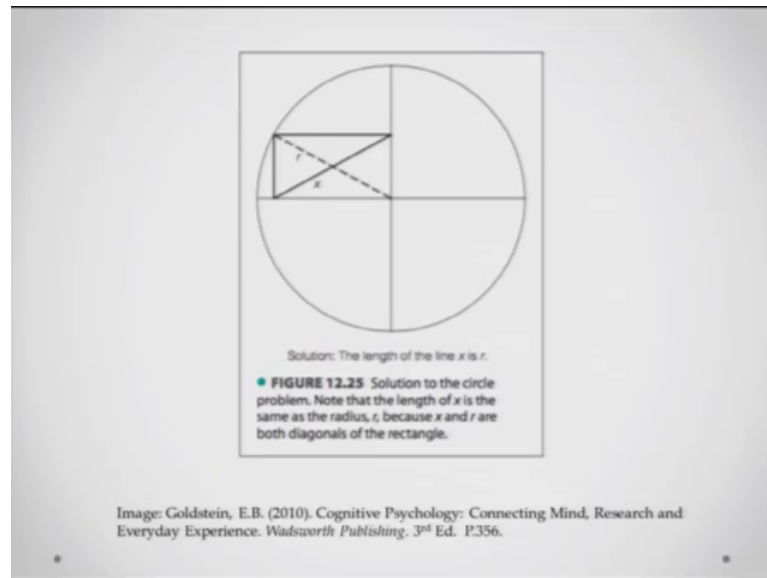 r
x
Solution: The length of the line x is r.
• FIGURE 12.25 Solution to the circle
problem. Note that the length of x is the
same as the radius, r, because x and r are
both diagonals of the rectangle.
Image: Goldstein, E.B. (2010). Cognitive Psychology: Connecting Mind, Research and
Everyday Experience. Wadsworth Publishing. 3rd Ed. P.356.